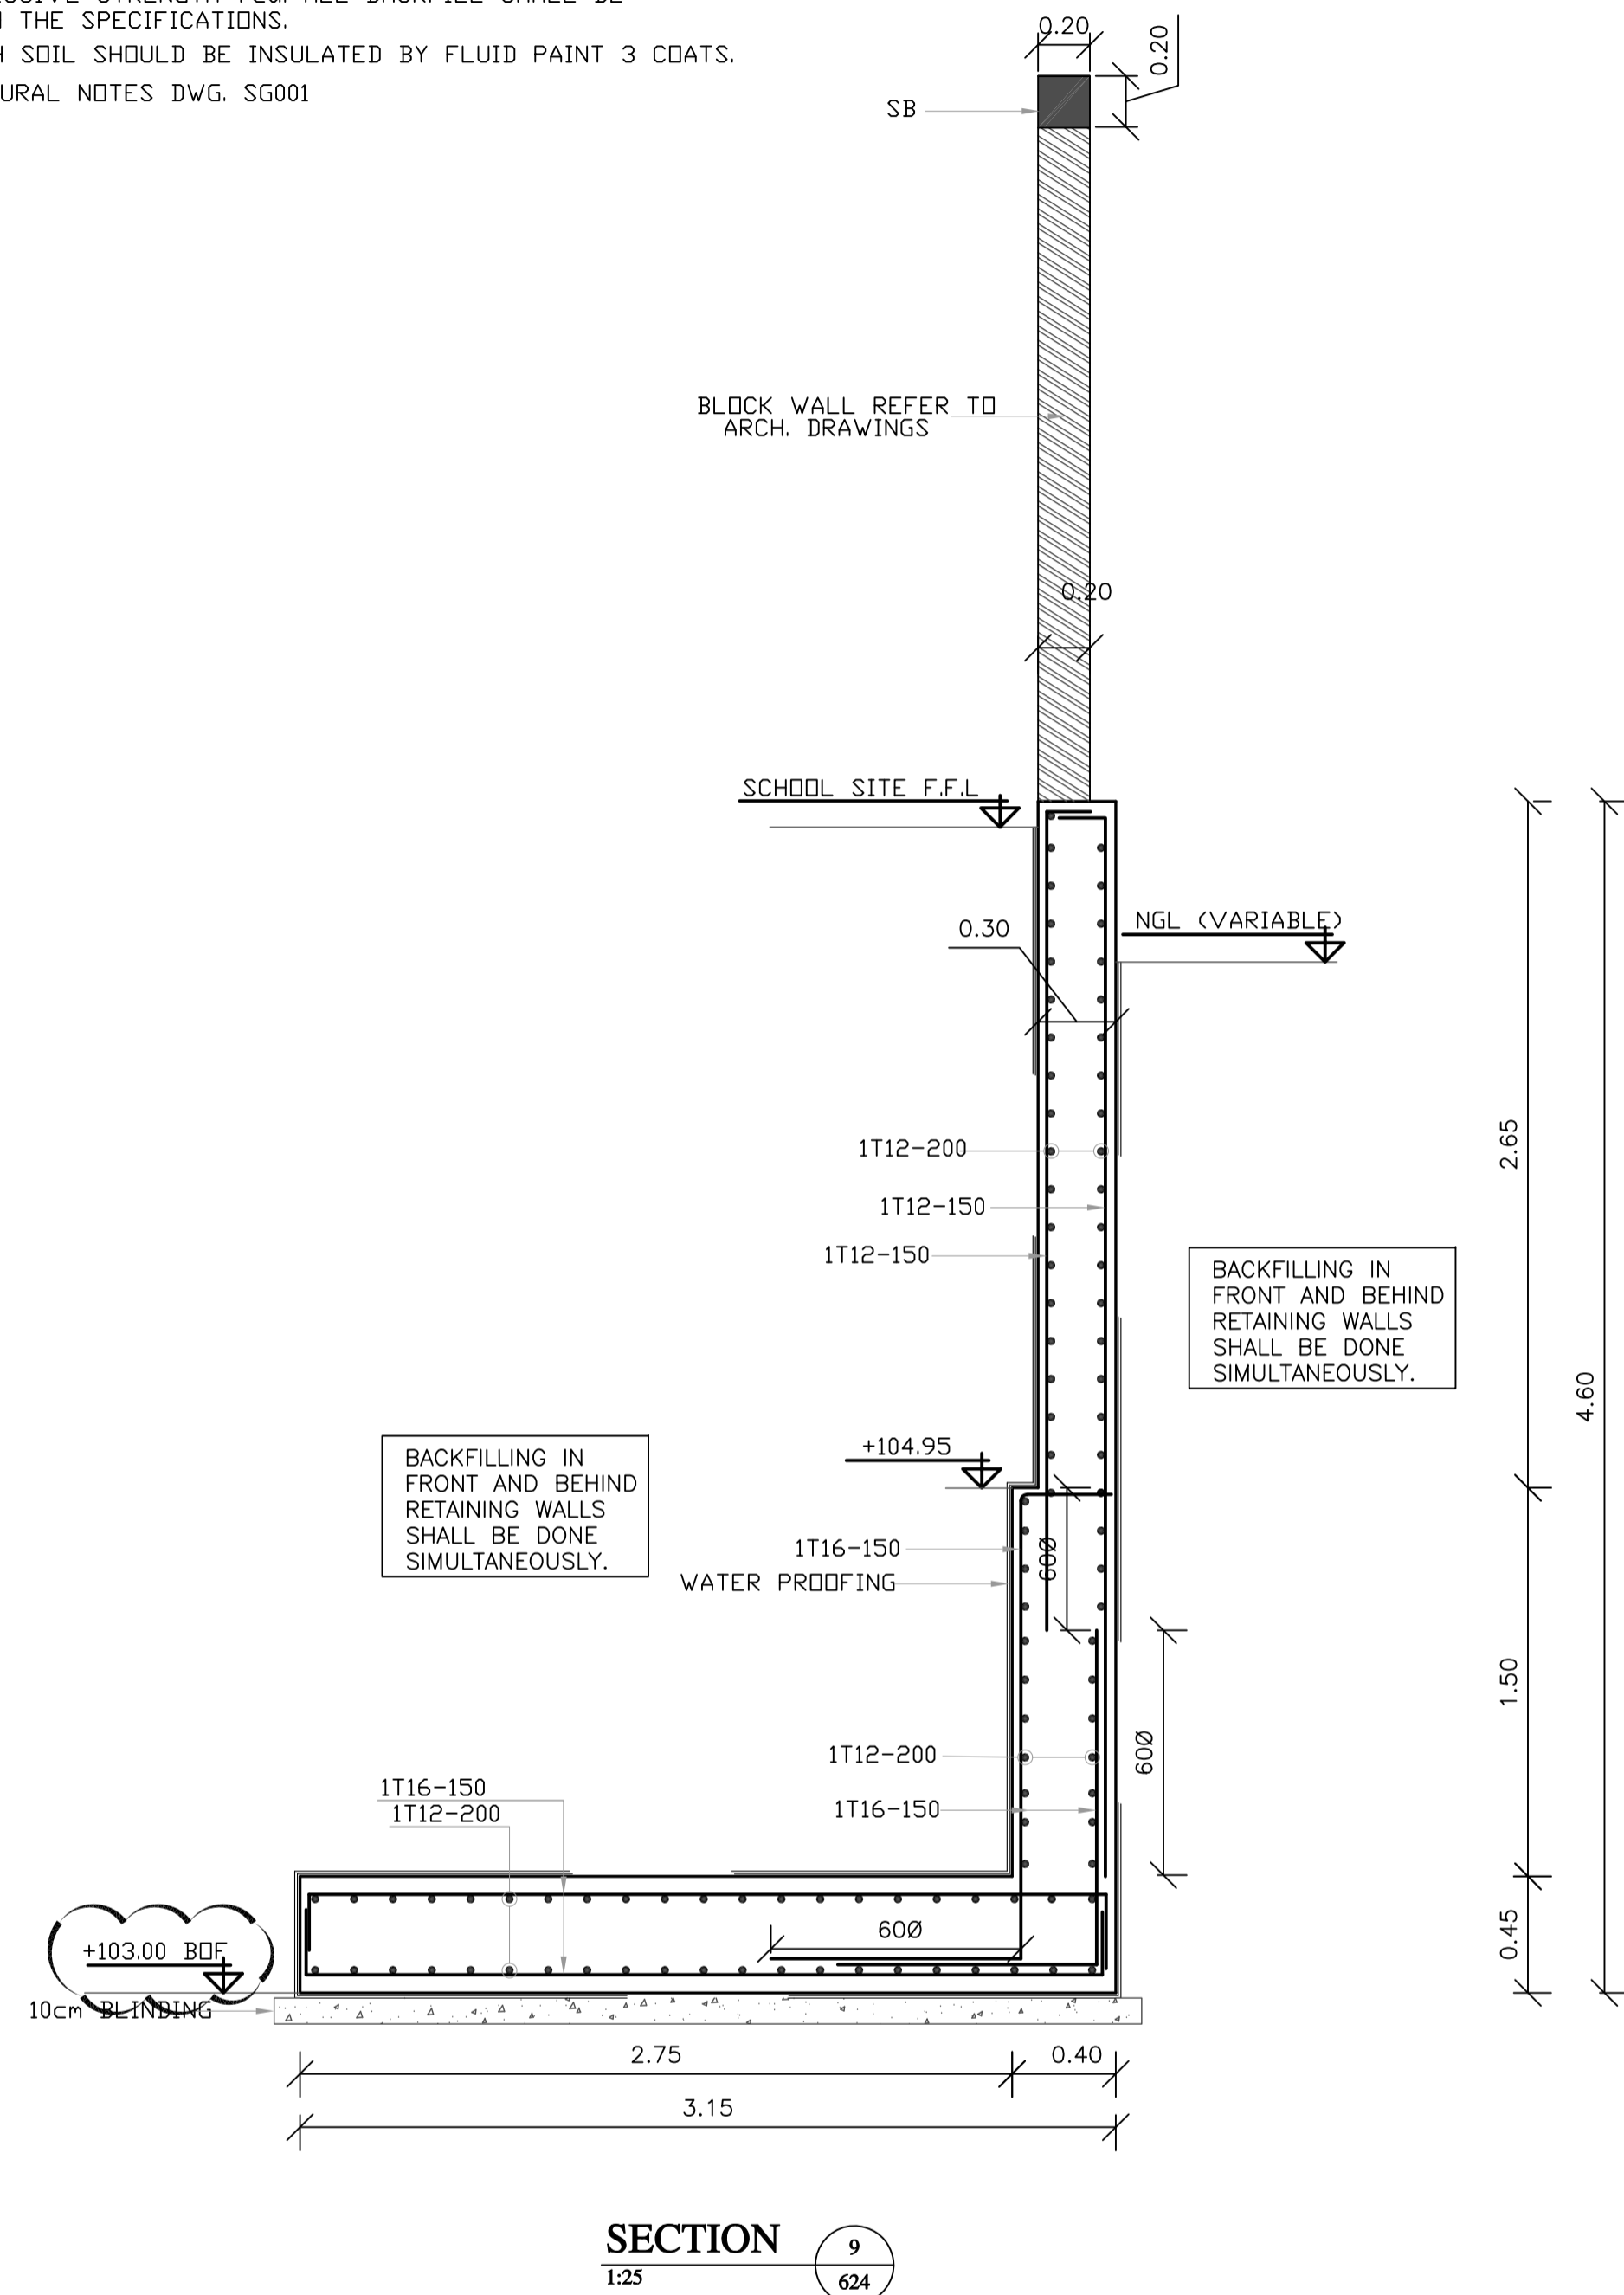 THE SPECIFICATIONS.
SOIL SHOULD BE INSULATED BY FLUID PAINT 3 COATS.
URAL NOTES DWG. SG001
0.20
0.20
SB
BLOCK WALL REFER TO
ARCH. DRAWINGS
0.20
SCHOOL SITE F.F.L
NGL (VARIABLE)
0.30
1T12-200
1T12-150
1T12-150
2.65
BACKFILLING IN
FRONT AND BEHIND
RETAINING WALLS
SHALL BE DONE
SIMULTANEOUSLY.
4.60
+104.95
BACKFILLING IN
FRONT AND BEHIND
RETAINING WALLS
SHALL BE DONE
SIMULTANEOUSLY.
1T16-150
60Ø
WATER PROOFING
1.50
60Ø
1T12-200
1T16-150
1T16-150
1T12-200
60Ø
0.45
+103.00 BOF
10cm BLINDING
2.75
0.40
3.15
SECTION
1:25
9
624